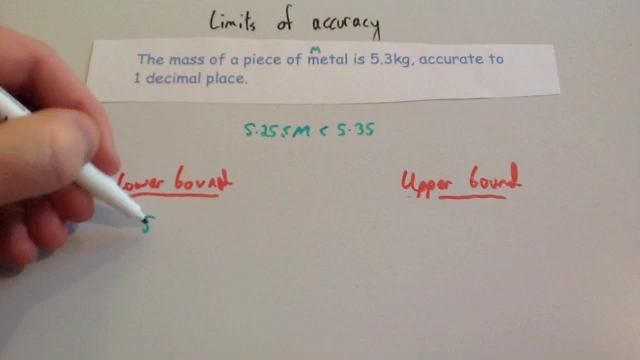 Limits of accuracy
m
The mass of a piece of metal is 5.3kg, accurate to
1 decimal place.
5.25 ≤ M < 5.35
Lower bound
Upper bound
5